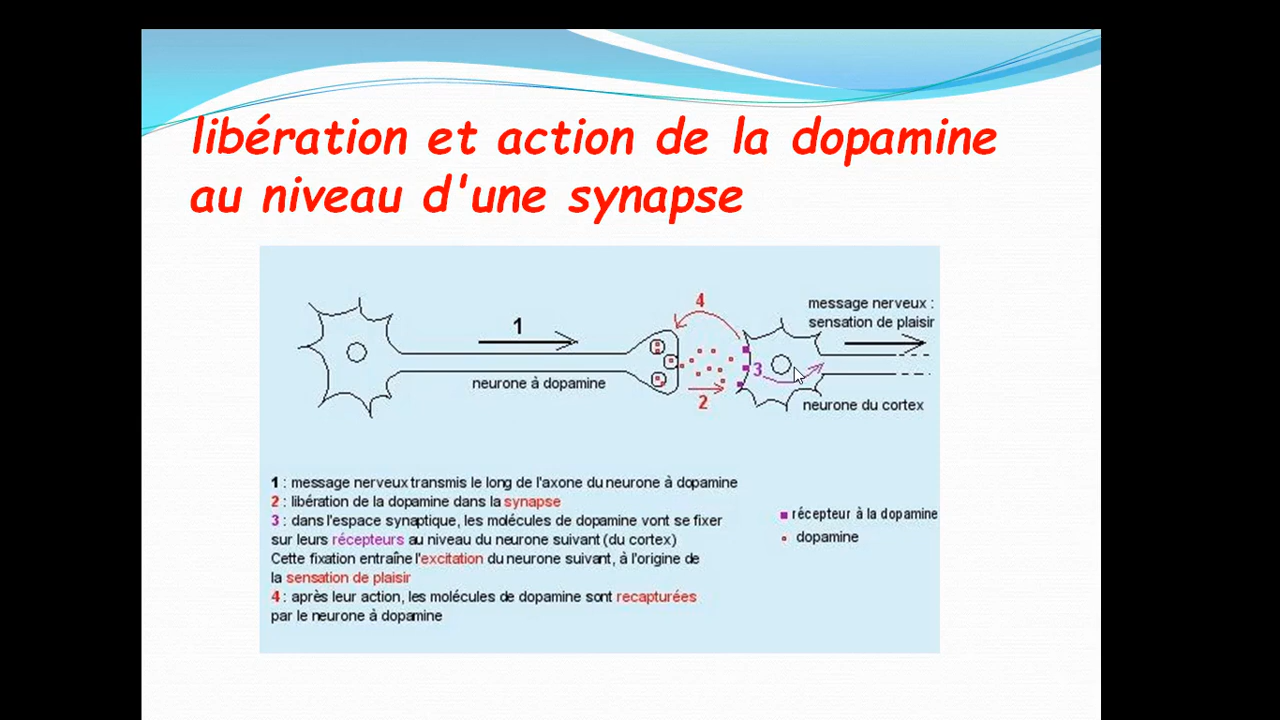 libération et action de la dopamine
au niveau d'une synapse
4
message nerveux :
sensation de plaisir
1
3
neurone à dopamine
2
neurone du cortex
1 : message nerveux transmis le long de l'axone du neurone à dopamine
2 : libération de la dopamine dans la synapse
3 : dans l'espace synaptique, les molécules de dopamine vont se fixer
sur leurs récepteurs au niveau du neurone suivant (du cortex)
Cette fixation entraîne l'excitation du neurone suivant, à l'origine de
la sensation de plaisir
4 : après leur action, les molécules de dopamine sont recapturées
par le neurone à dopamine
récépteur à la dopamine
dopamine